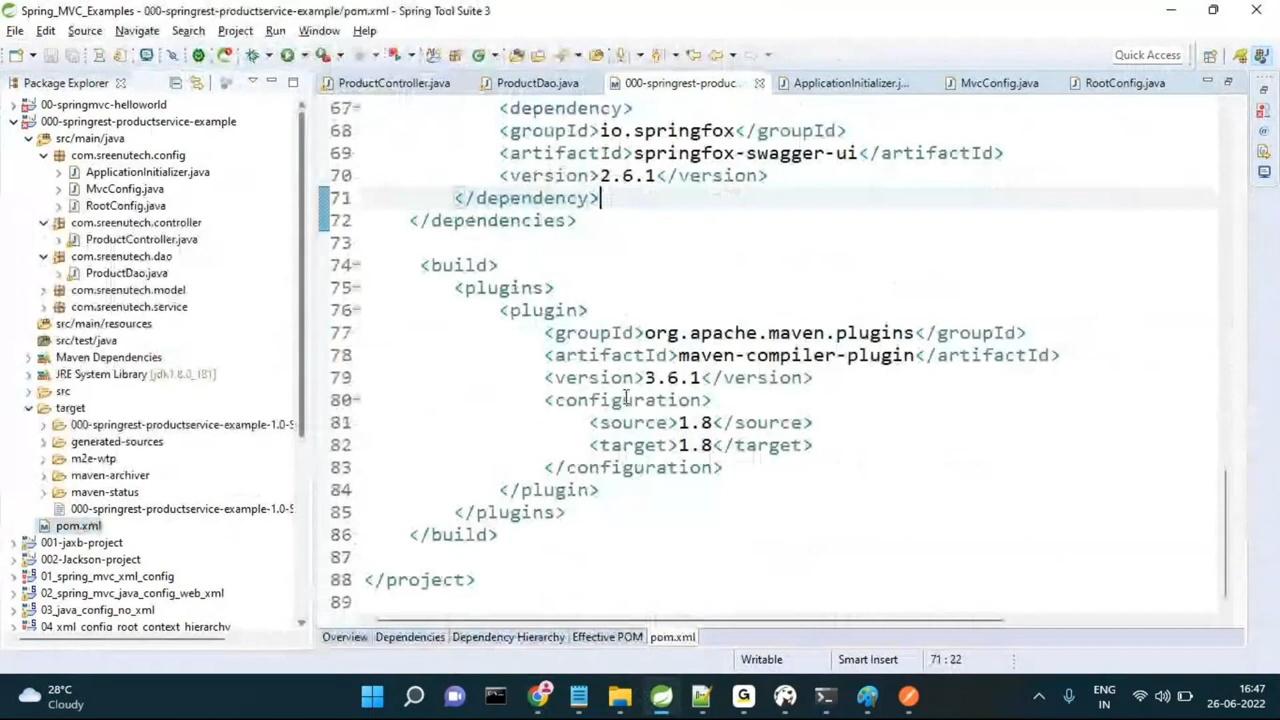 Spring_MVC_Examples - 000-springrest-productservice-example/pom.xml - Spring Tool Suite 3
File Edit Source Navigate Search Project Run Window Help
Quick Access
Package Explorer
ProductController.java
ProductDao.java
000-springrest-produc...
ApplicationInitializer.j...
MvcConfig.java
RootConfig.java
00-springmvc-helloworld
000-springrest-productservice-example
src/main/java
com.sreenutech.config
ApplicationInitializer.java
MvcConfig.java
RootConfig.java
com.sreenutech.controller
ProductController.java
com.sreenutech.dao
ProductDao.java
com.sreenutech.model
com.sreenutech.service
src/main/resources
src/test/java
Maven Dependencies
JRE System Library [jdk1.8.0_181]
src
target
000-springrest-productservice-example-1.0-S
generated-sources
m2e-wtp
maven-archiver
maven-status
000-springrest-productservice-example-1.0-S
pom.xml
001-jaxb-project
002-Jackson-project
01_spring_mvc_xml_config
02_spring_mvc_java_config_web_xml
03_java_config_no_xml
04 xml config root context hierarchy
67 <dependency>
68 <groupId>io.springfox</groupId>
69 <artifactId>springfox-swagger-ui</artifactId>
70 <version>2.6.1</version>
71 </dependency>
72 </dependencies>
73
74 <build>
75 <plugins>
76 <plugin>
77 <groupId>org.apache.maven.plugins</groupId>
78 <artifactId>maven-compiler-plugin</artifactId>
79 <version>3.6.1</version>
80 <configuration>
81 <source>1.8</source>
82 <target>1.8</target>
83 </configuration>
84 </plugin>
85 </plugins>
86 </build>
87
88 </project>
89
Overview Dependencies Dependency Hierarchy Effective POM pom.xml
Writable Smart Insert 71 : 22
28°C
Cloudy
ENG
IN
16:47
26-06-2022